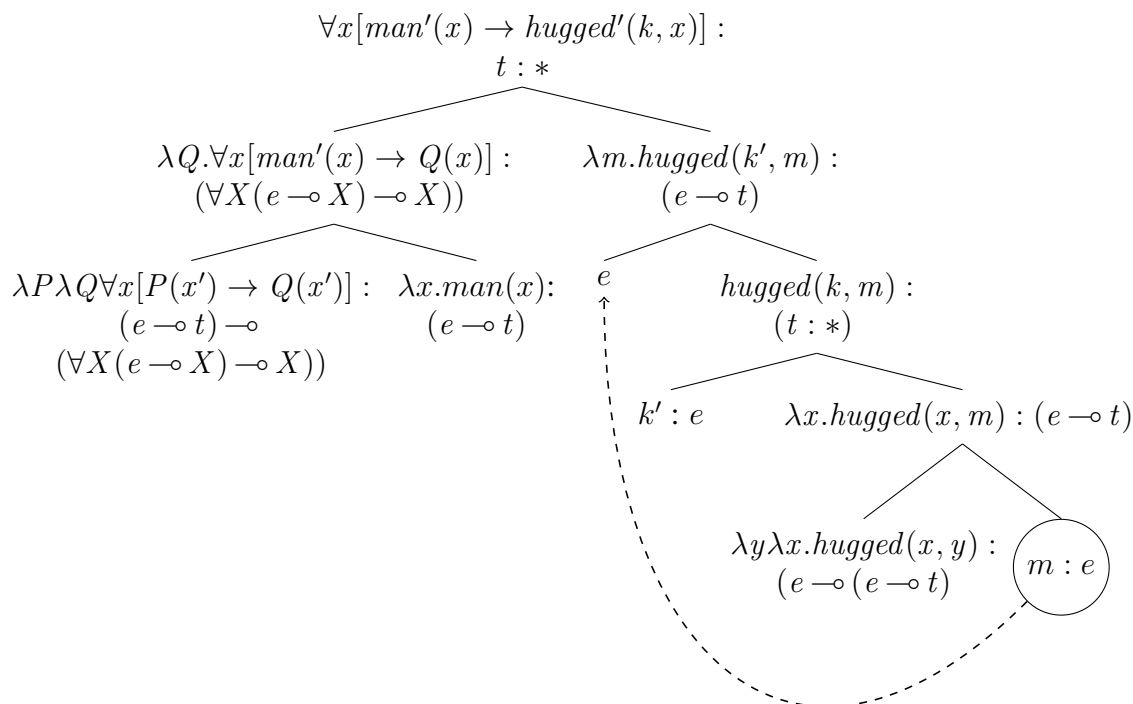 ∀x[man′(x) → hugged′(k, x)] :
t : ∗
λQ.∀x[man′(x) → Q(x)] :
(∀X(e ⊸ X) ⊸ X))
λm.hugged(k′, m) :
(e ⊸ t)
λPλQ∀x[P(x′) → Q(x′)] :
(e ⊸ t) ⊸
(∀X(e ⊸ X) ⊸ X))
λx.man(x):
(e ⊸ t)
e
hugged(k, m) :
(t : ∗)
k′ : e
λx.hugged(x, m) : (e ⊸ t)
λyλx.hugged(x, y) :
(e ⊸ (e ⊸ t)
m : e